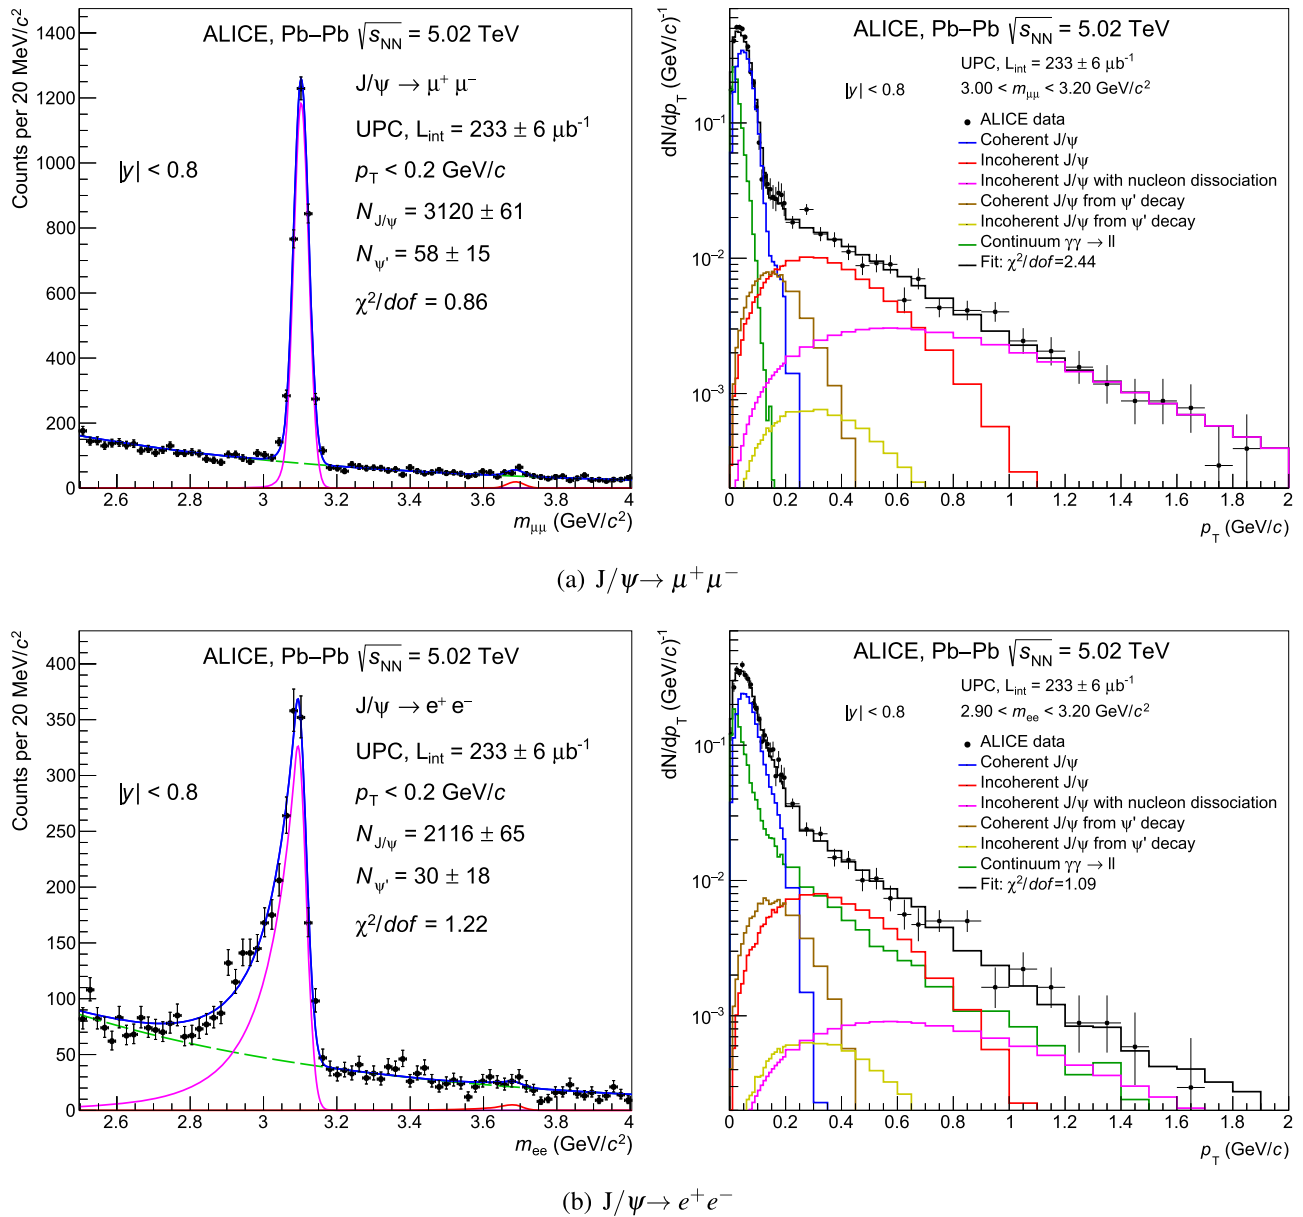 ALICE, Pb–Pb √sNN = 5.02 TeV
J/ψ → μ+ μ−
UPC, Lint = 233 ± 6 μb-1
|y| < 0.8
pT < 0.2 GeV/c
NJ/ψ = 3120 ± 61
Nψ' = 58 ± 15
χ2/dof = 0.86
Counts per 20 MeV/c2
1400
1200
1000
800
600
400
200
0
2.6 2.8 3 3.2 3.4 3.6 3.8 4
mμμ (GeV/c2)
ALICE, Pb–Pb √sNN = 5.02 TeV
UPC, Lint = 233 ± 6 μb-1
|y| < 0.8
3.00 < mμμ < 3.20 GeV/c2
ALICE data
Coherent J/ψ
Incoherent J/ψ
Incoherent J/ψ with nucleon dissociation
Coherent J/ψ from ψ' decay
Incoherent J/ψ from ψ' decay
Continuum γγ → ll
Fit: χ2/dof=2.44
dN/dpT (GeV/c)-1
10−1
10−2
10−3
0 0.2 0.4 0.6 0.8 1 1.2 1.4 1.6 1.8 2
pT (GeV/c)
(a) J/ψ→ μ+μ−
ALICE, Pb–Pb √sNN = 5.02 TeV
J/ψ → e+ e−
UPC, Lint = 233 ± 6 μb-1
|y| < 0.8
pT < 0.2 GeV/c
NJ/ψ = 2116 ± 65
Nψ' = 30 ± 18
χ2/dof = 1.22
Counts per 20 MeV/c2
400
350
300
250
200
150
100
50
0
2.6 2.8 3 3.2 3.4 3.6 3.8 4
mee (GeV/c2)
ALICE, Pb–Pb √sNN = 5.02 TeV
UPC, Lint = 233 ± 6 μb-1
|y| < 0.8
2.90 < mee < 3.20 GeV/c2
ALICE data
Coherent J/ψ
Incoherent J/ψ
Incoherent J/ψ with nucleon dissociation
Coherent J/ψ from ψ' decay
Incoherent J/ψ from ψ' decay
Continuum γγ → ll
Fit: χ2/dof=1.09
dN/dpT (GeV/c)-1
10−1
10−2
10−3
0 0.2 0.4 0.6 0.8 1 1.2 1.4 1.6 1.8 2
pT (GeV/c)
(b) J/ψ→ e+e−